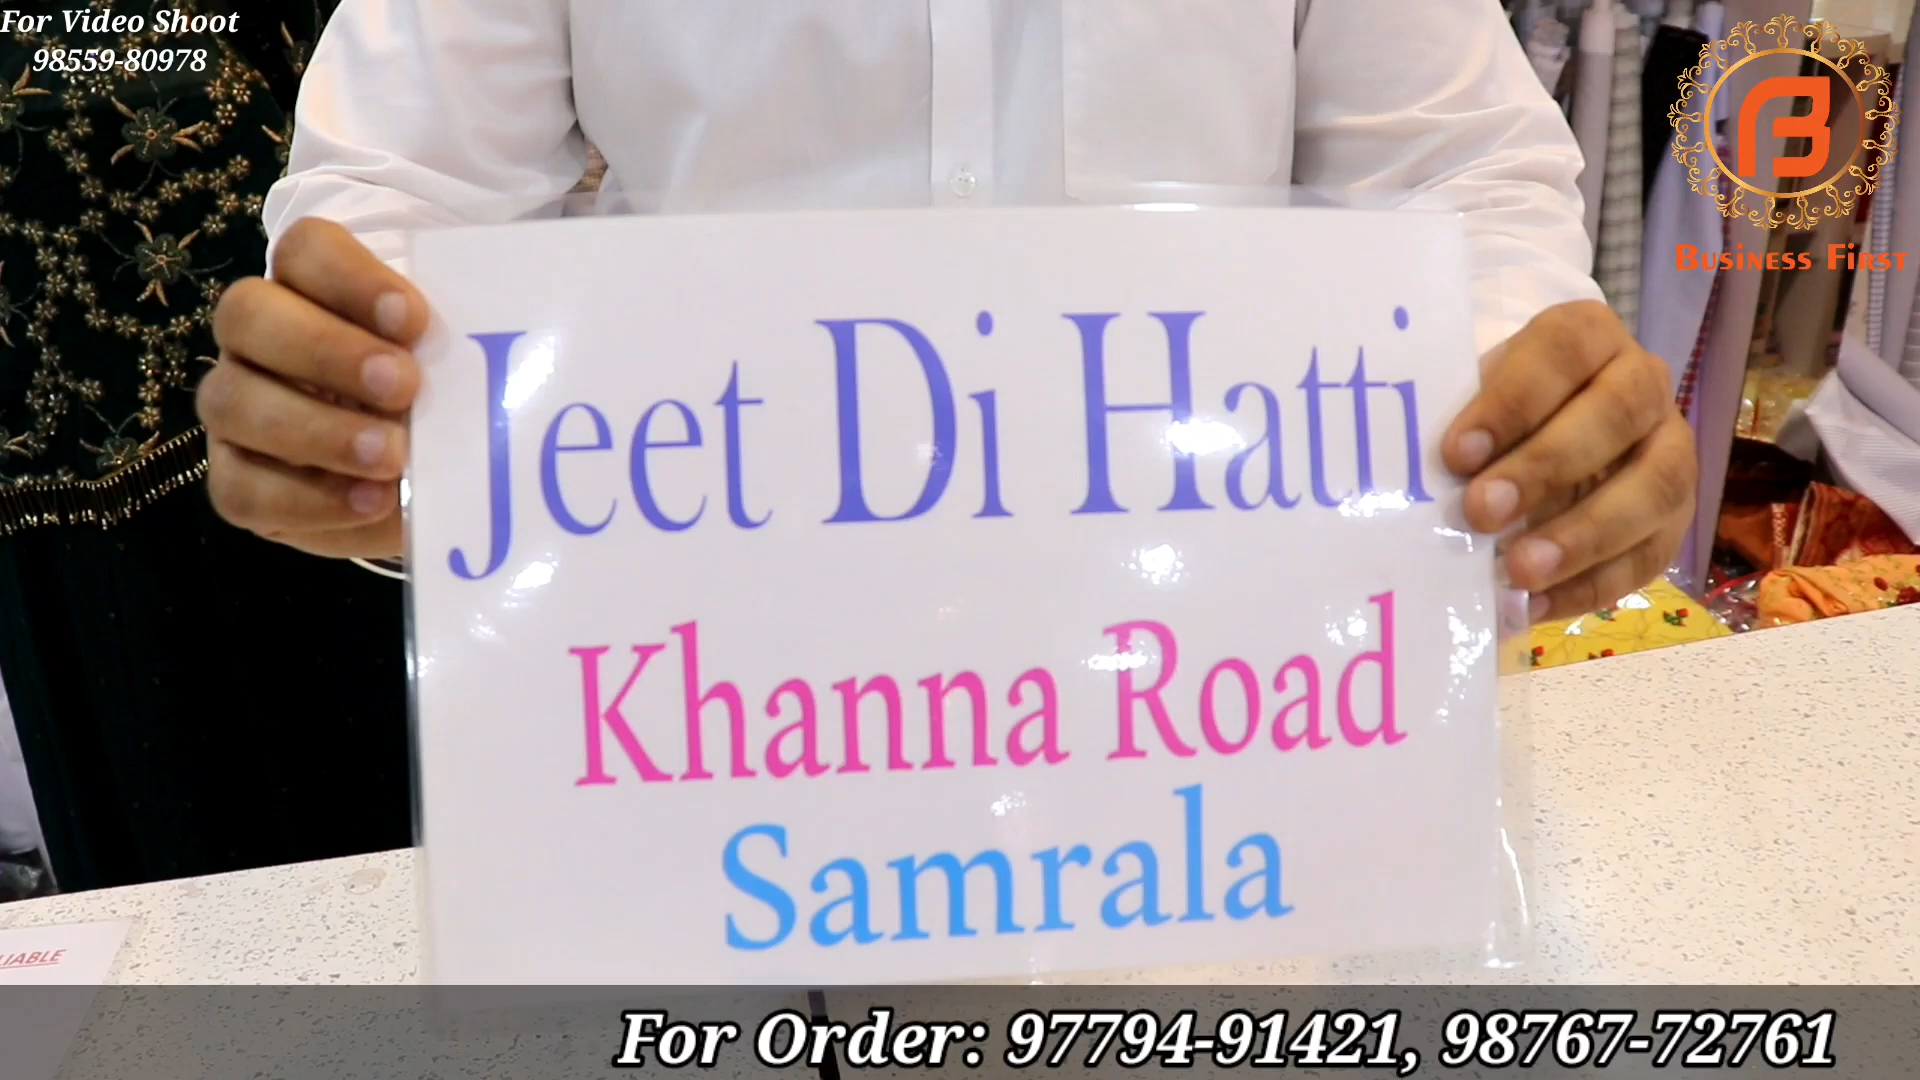 For Video Shoot
98559-80978
Business First
Jeet Di Hatti
Khanna Road
Samrala
LIABLE
For Order: 97794-91421, 98767-72761